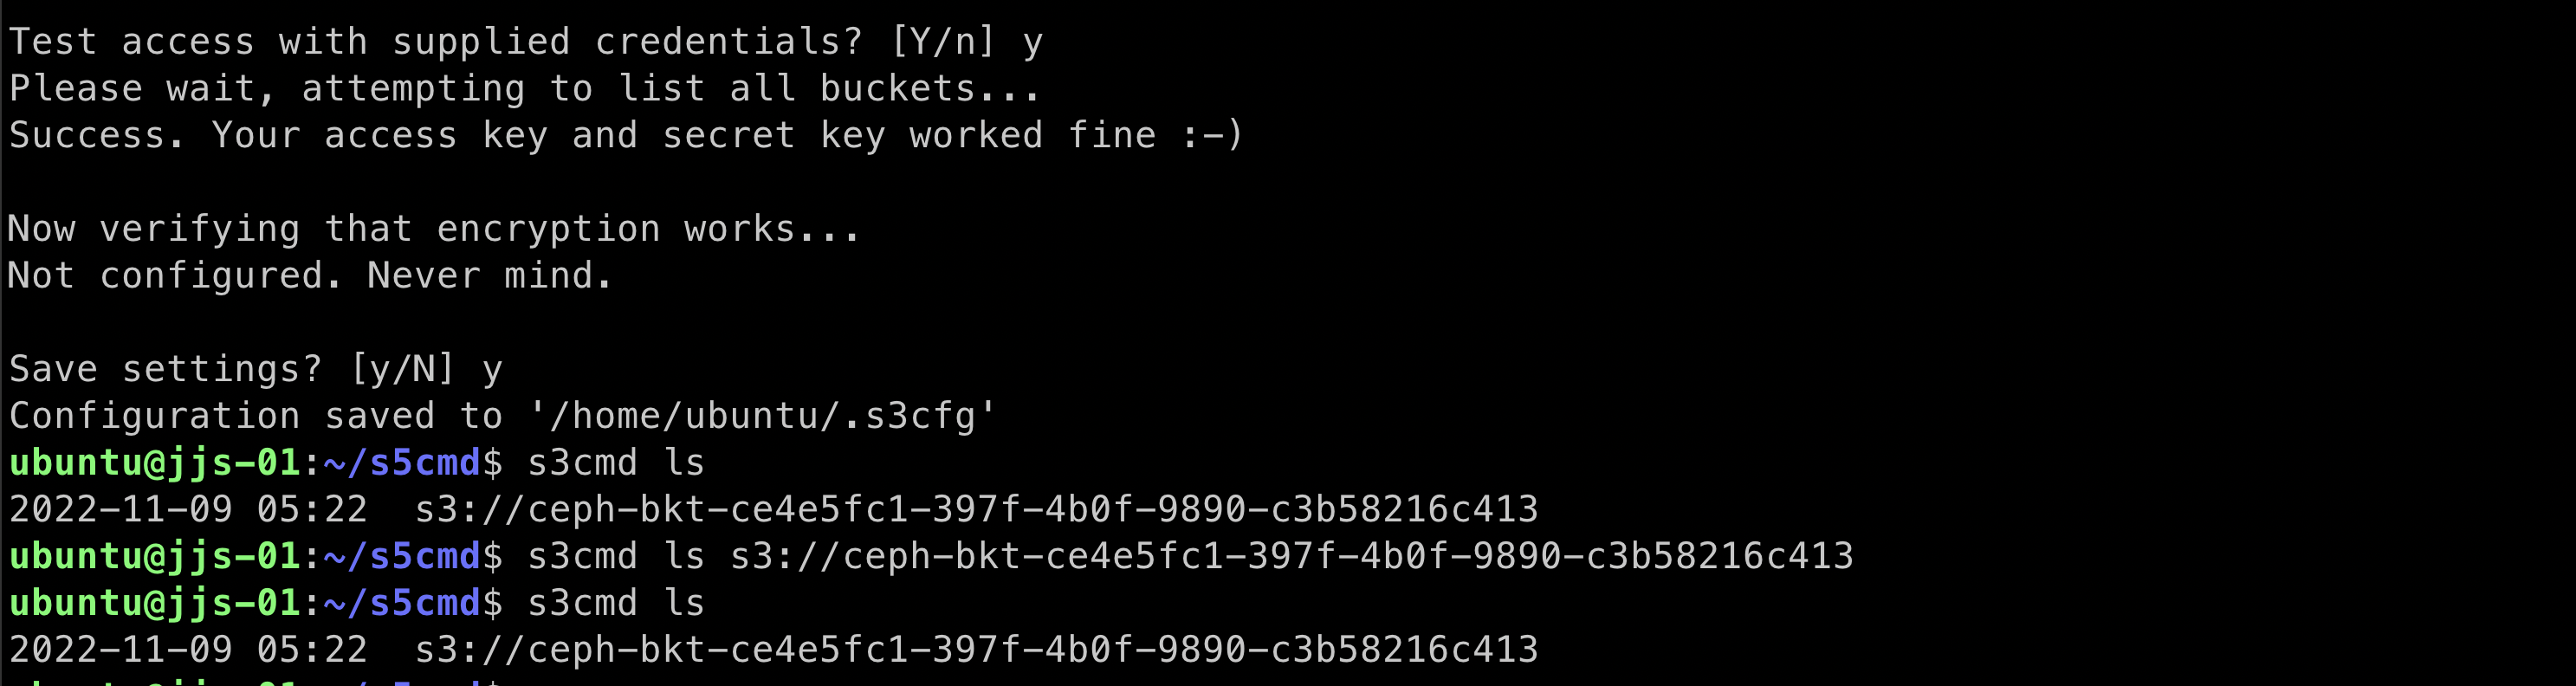 Test access with supplied credentials? [Y/n] y
Please wait, attempting to list all buckets...
Success. Your access key and secret key worked fine :-)
Now verifying that encryption works...
Not configured. Never mind.
Save settings? [y/N] y
Configuration saved to '/home/ubuntu/.s3cfg'
ubuntu@jjs-01:~/s5cmd$ s3cmd ls
2022-11-09 05:22  s3://ceph-bkt-ce4e5fc1-397f-4b0f-9890-c3b58216c413
ubuntu@jjs-01:~/s5cmd$ s3cmd ls s3://ceph-bkt-ce4e5fc1-397f-4b0f-9890-c3b58216c413
ubuntu@jjs-01:~/s5cmd$ s3cmd ls
2022-11-09 05:22  s3://ceph-bkt-ce4e5fc1-397f-4b0f-9890-c3b58216c413